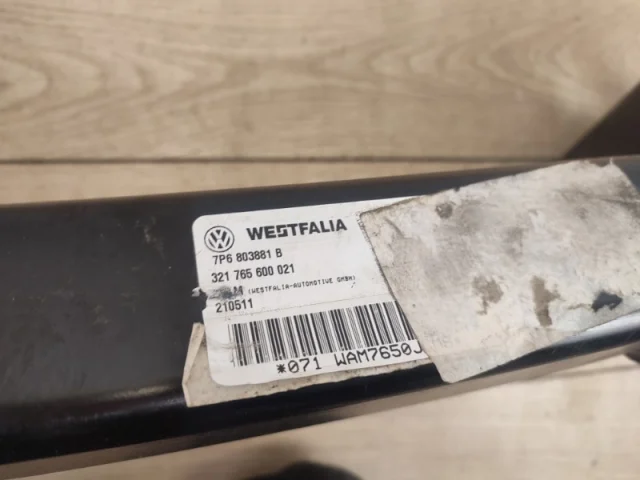 WESTFALIA
7P6 803881 B
321 765 600 021
(WESTFALIA-AUTOMOTIVE GMBH)
210511
*071 WAM7650J